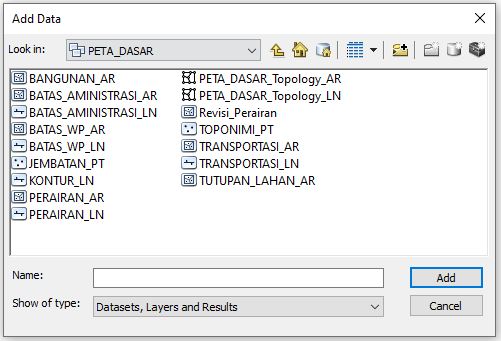 Add Data
Look in: PETA_DASAR
BANGUNAN_AR
BATAS_AMINISTRASI_AR
BATAS_AMINISTRASI_LN
BATAS_WP_AR
BATAS_WP_LN
JEMBATAN_PT
KONTUR_LN
PERAIRAN_AR
PERAIRAN_LN
PETA_DASAR_Topology_AR
PETA_DASAR_Topology_LN
Revisi_Perairan
TOPONIMI_PT
TRANSPORTASI_AR
TRANSPORTASI_LN
TUTUPAN_LAHAN_AR
Name:
Add
Show of type: Datasets, Layers and Results
Cancel